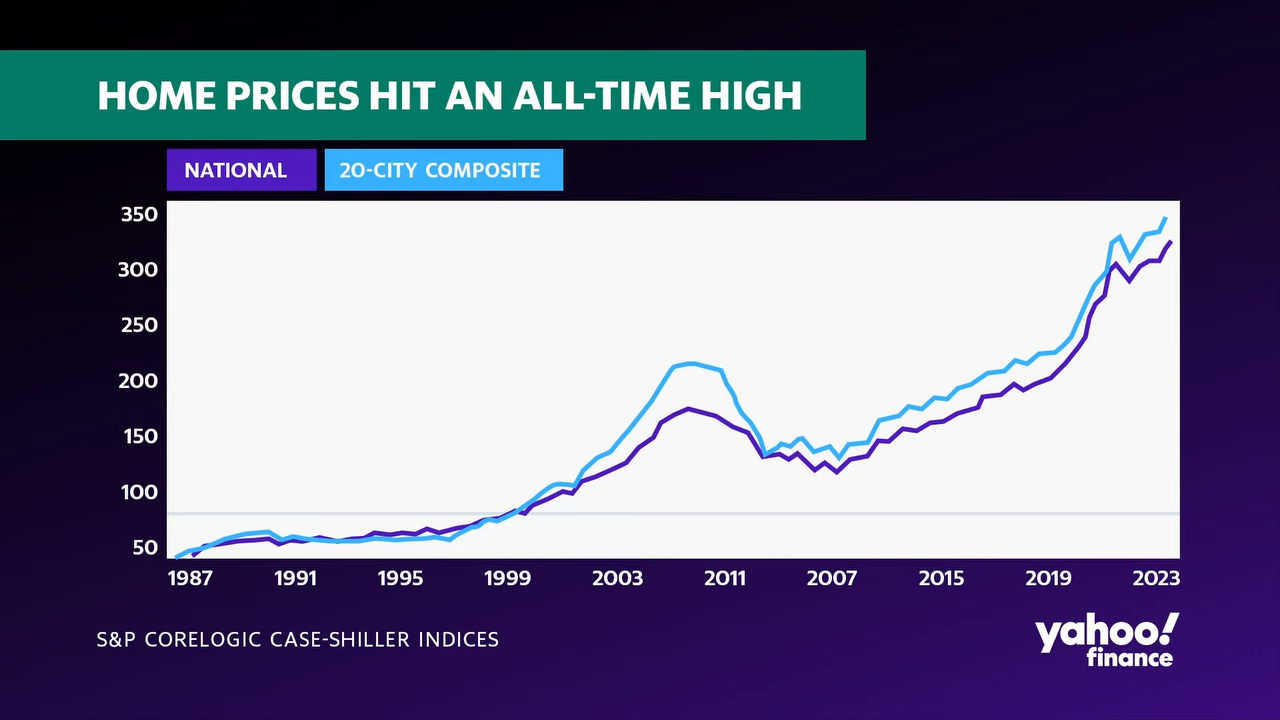 HOME PRICES HIT AN ALL-TIME HIGH
NATIONAL 20-CITY COMPOSITE
350
300
250
200
150
100
50
1987 1991 1995 1999 2003 2011 2007 2015 2019 2023
S&P CORELOGIC CASE-SHILLER INDICES
yahoo!
finance